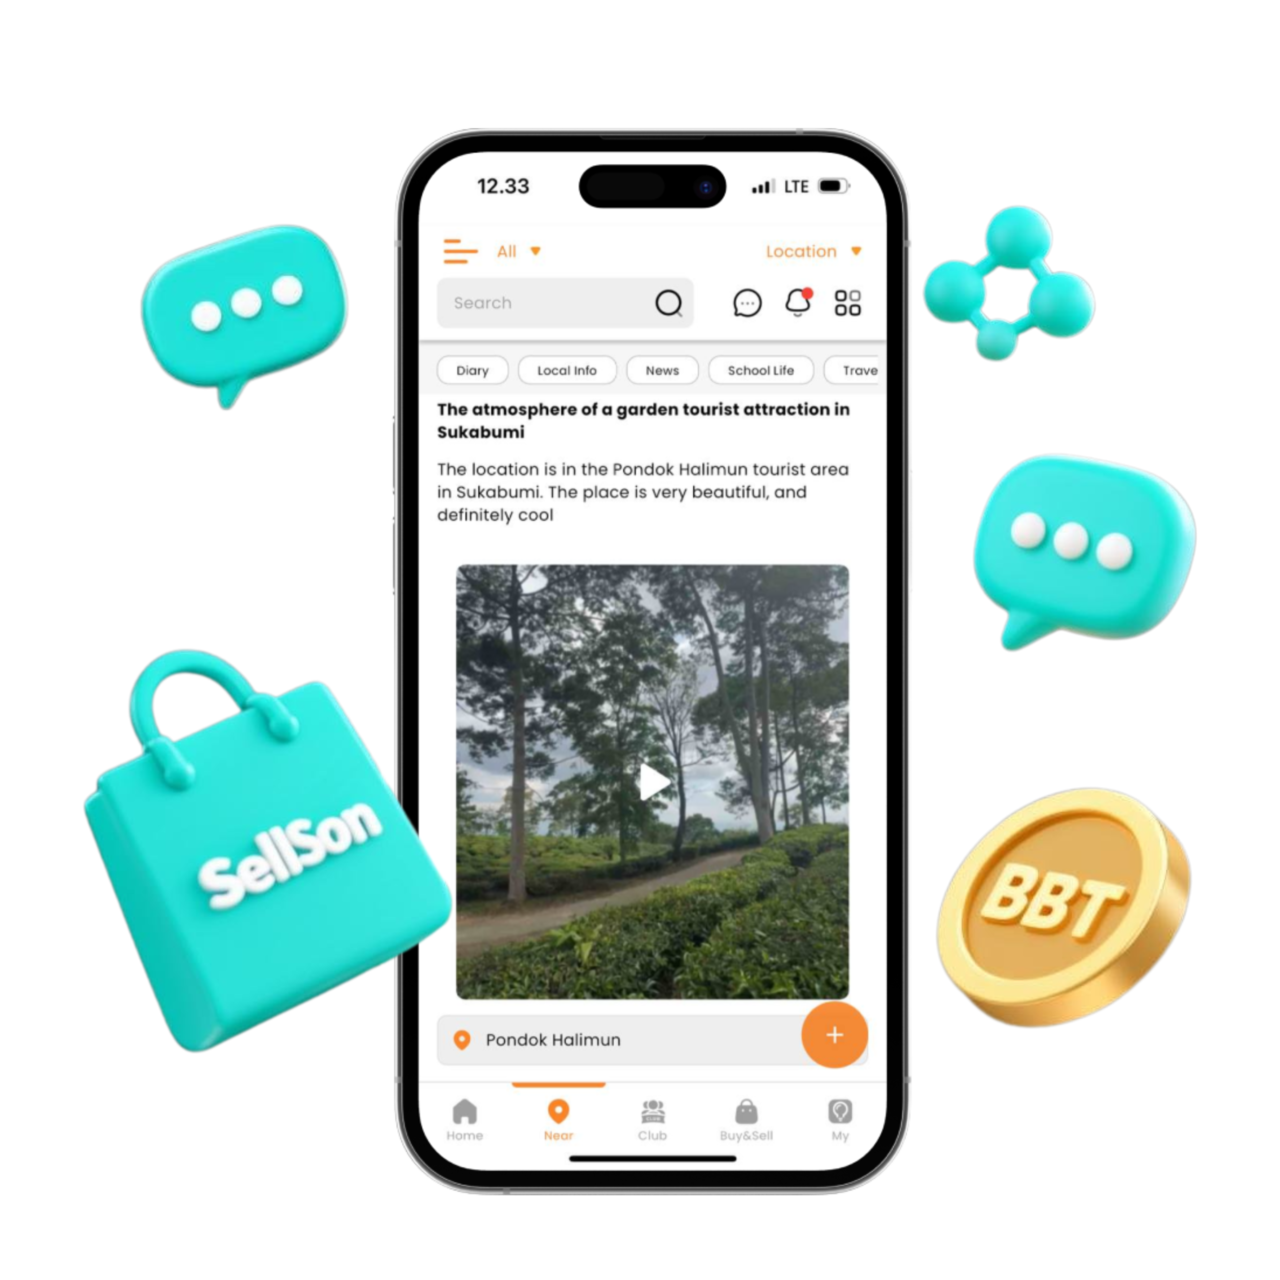 12.33
LTE
All
Location
Search
Diary
Local Info
News
School Life
Trave
The atmosphere of a garden tourist attraction in
Sukabumi
The location is in the Pondok Halimun tourist area
in Sukabumi. The place is very beautiful, and
definitely cool
SellSon
BBT
Pondok Halimun
+
Home
Near
Club
Buy&Sell
My